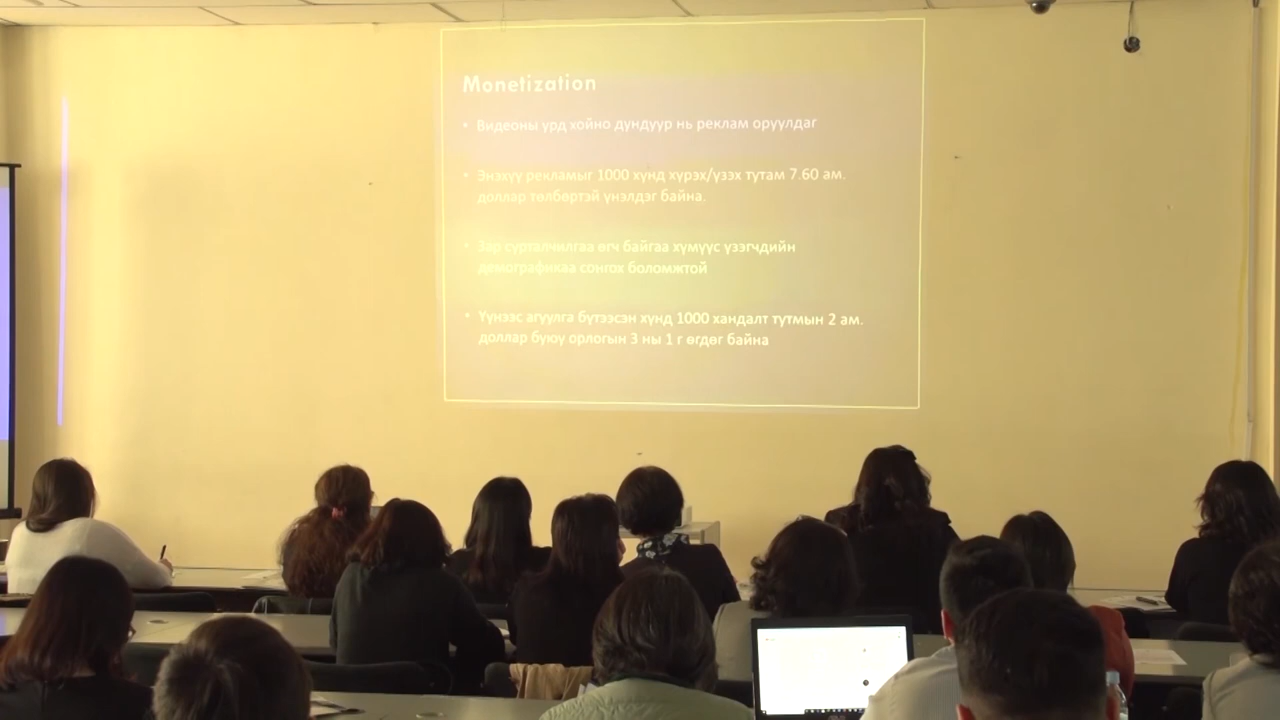 Monetization
• Видеоны урд хойно дундуур нь реклам оруулдаг
• Энэхүү рекламыг 1000 хүнд хүрэх/үзэх тутам 7.60 ам.
доллар төлбөртэй үнэлдэг байна.
• Зар сурталчилгаа өгч байгаа хүмүүс үзэгчдийн
демографикаа сонгох боломжтой
• Үүнээс агуулга бүтээсэн хүнд 1000 хандалт тутмын 2 ам.
доллар буюу орлогын 3 ны 1 г өгдөг байна